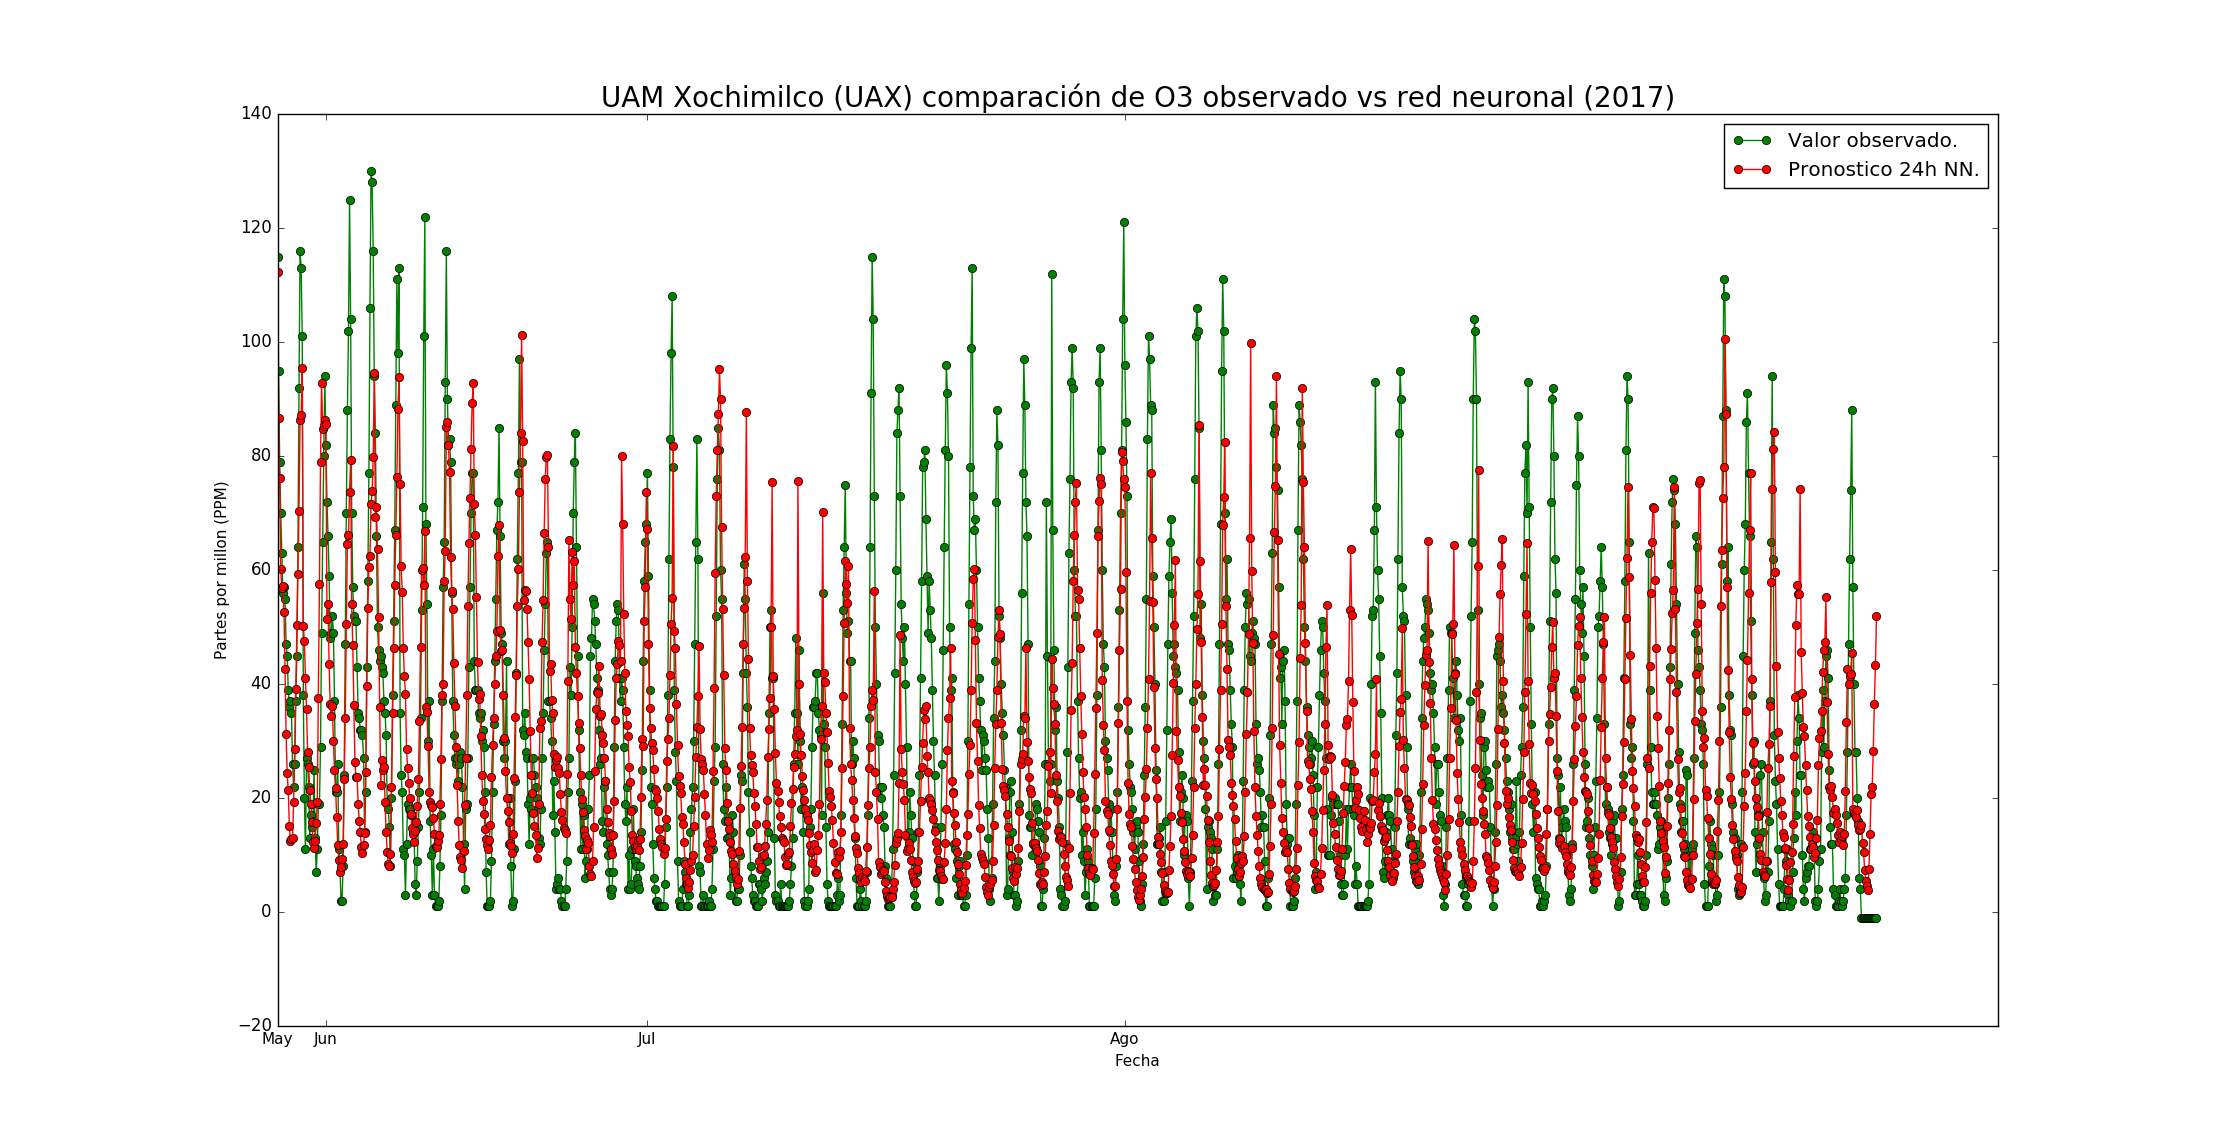 UAM Xochimilco (UAX) comparación de O3 observado vs red neuronal (2017)
140
120
100
80
60
40
20
0
−20
Partes por millon (PPM)
Valor observado.
Pronostico 24h NN.
May Jun Jul Ago
Fecha